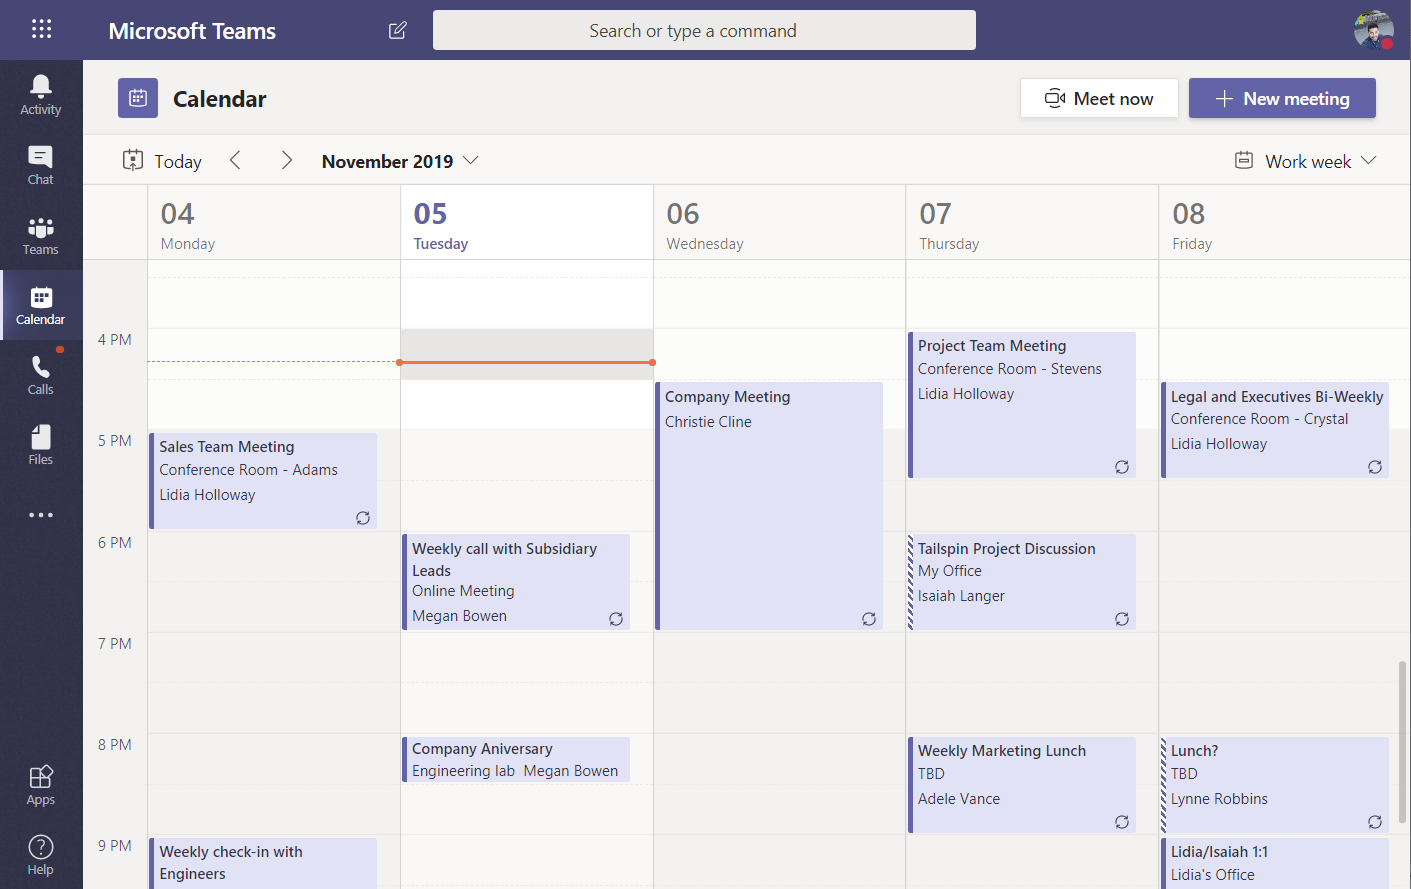 Microsoft Teams
Search or type a command
Activity
Chat
Teams
Calendar
Calls
Files
Apps
Help
Calendar
Meet now
New meeting
Today
November 2019
Work week
04
Monday
05
Tuesday
06
Wednesday
07
Thursday
08
Friday
4 PM
5 PM
6 PM
7 PM
8 PM
9 PM
Sales Team Meeting
Conference Room - Adams
Lidia Holloway
Weekly check-in with
Engineers
Weekly call with Subsidiary
Leads
Online Meeting
Megan Bowen
Company Aniversary
Engineering lab Megan Bowen
Company Meeting
Christie Cline
Project Team Meeting
Conference Room - Stevens
Lidia Holloway
Tailspin Project Discussion
My Office
Isaiah Langer
Weekly Marketing Lunch
TBD
Adele Vance
Legal and Executives Bi-Weekly
Conference Room - Crystal
Lidia Holloway
Lunch?
TBD
Lynne Robbins
Lidia/Isaiah 1:1
Lidia's Office